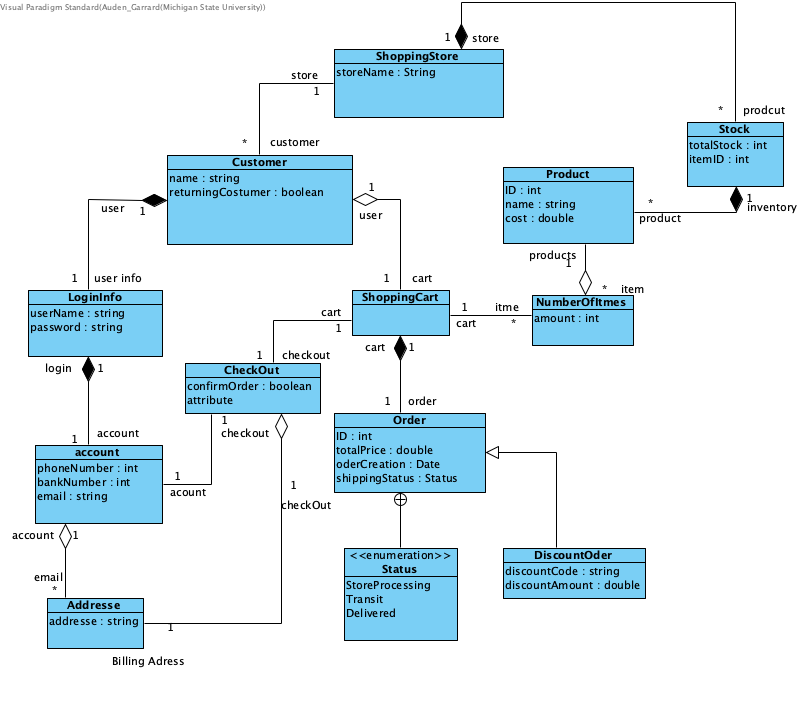 Visual Paradigm Standard(Auden_Garrard(Michigan State University))
1
store
ShoppingStore
storeName : String
store
1
*
prodcut
Stock
totalStock : int
itemID : int
*
customer
Customer
name : string
returningCostumer : boolean
Product
ID : int
name : string
cost : double
1
inventory
*
product
user
1
1
user
products
1
1
user info
1
cart
*
item
LoginInfo
userName : string
password : string
ShoppingCart
1
itme
cart
*
NumberOfItmes
amount : int
cart
1
cart
1
1
checkout
login
1
CheckOut
confirmOrder : boolean
attribute
1
order
1
account
1
checkout
Order
ID : int
totalPrice : double
oderCreation : Date
shippingStatus : Status
account
phoneNumber : int
bankNumber : int
email : string
1
acount
1
checkOut
account
1
<<enumeration>>
Status
StoreProcessing
Transit
Delivered
DiscountOder
discountCode : string
discountAmount : double
email
*
Addresse
addresse : string
1
Billing Adress